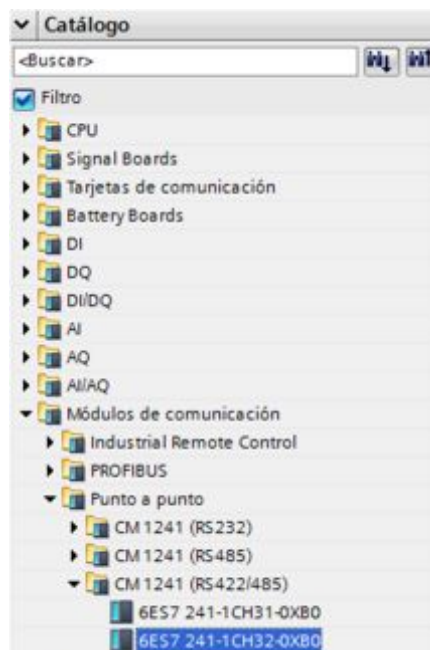 Catálogo
<Buscar>
Filtro
CPU
Signal Boards
Tarjetas de comunicación
Battery Boards
DI
DQ
DI/DQ
AI
AQ
AI/AQ
Módulos de comunicación
Industrial Remote Control
PROFIBUS
Punto a punto
CM 1241 (RS232)
CM 1241 (RS485)
CM 1241 (RS422/485)
6ES7 241-1CH31-0XB0
6ES7 241-1CH32-0XB0